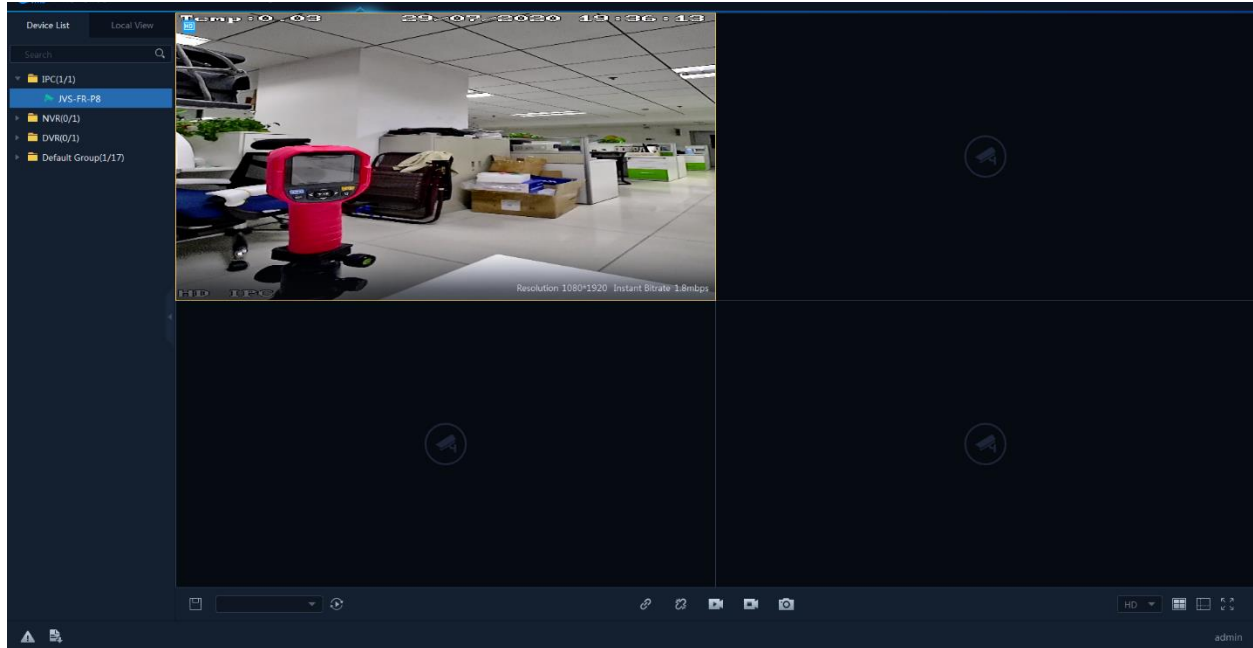 Device List Local View
Temp:0.03 29-07-2020 19:36:13
HD
Search
IPC(1/1)
JVS-FR-P8
NVR(0/1)
DVR(0/1)
Default Group(1/17)
Resolution 1080*1920 Instant Bitrate 1.8mbps
HD IPC
HD
admin